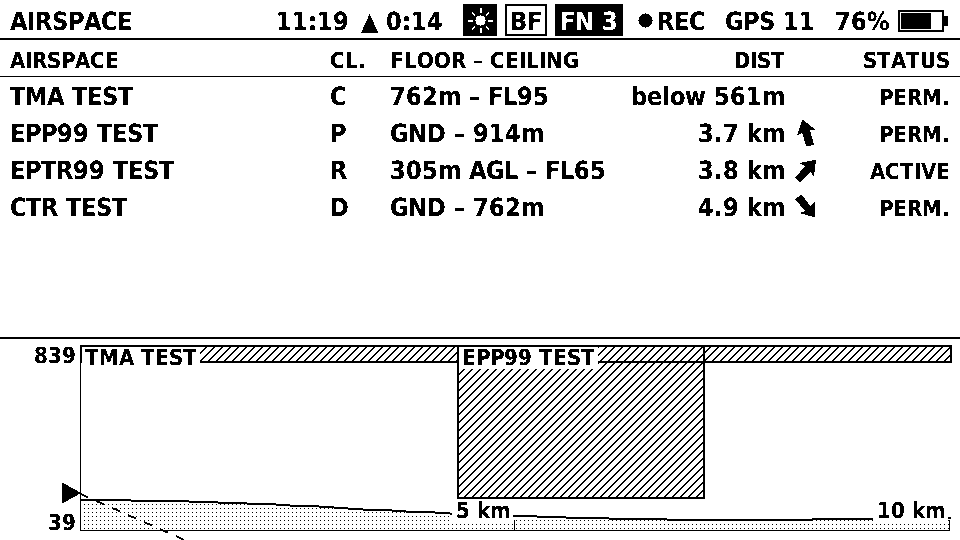 AIRSPACE 11:19 ▲ 0:14 BF FN 3 ●REC GPS 11 76%
AIRSPACE CL. FLOOR – CEILING DIST STATUS
TMA TEST C 762m – FL95 below 561m PERM.
EPP99 TEST P GND – 914m 3.7 km PERM.
EPTR99 TEST R 305m AGL – FL65 3.8 km ACTIVE
CTR TEST D GND – 762m 4.9 km PERM.
839 TMA TEST EPP99 TEST
5 km 10 km
39